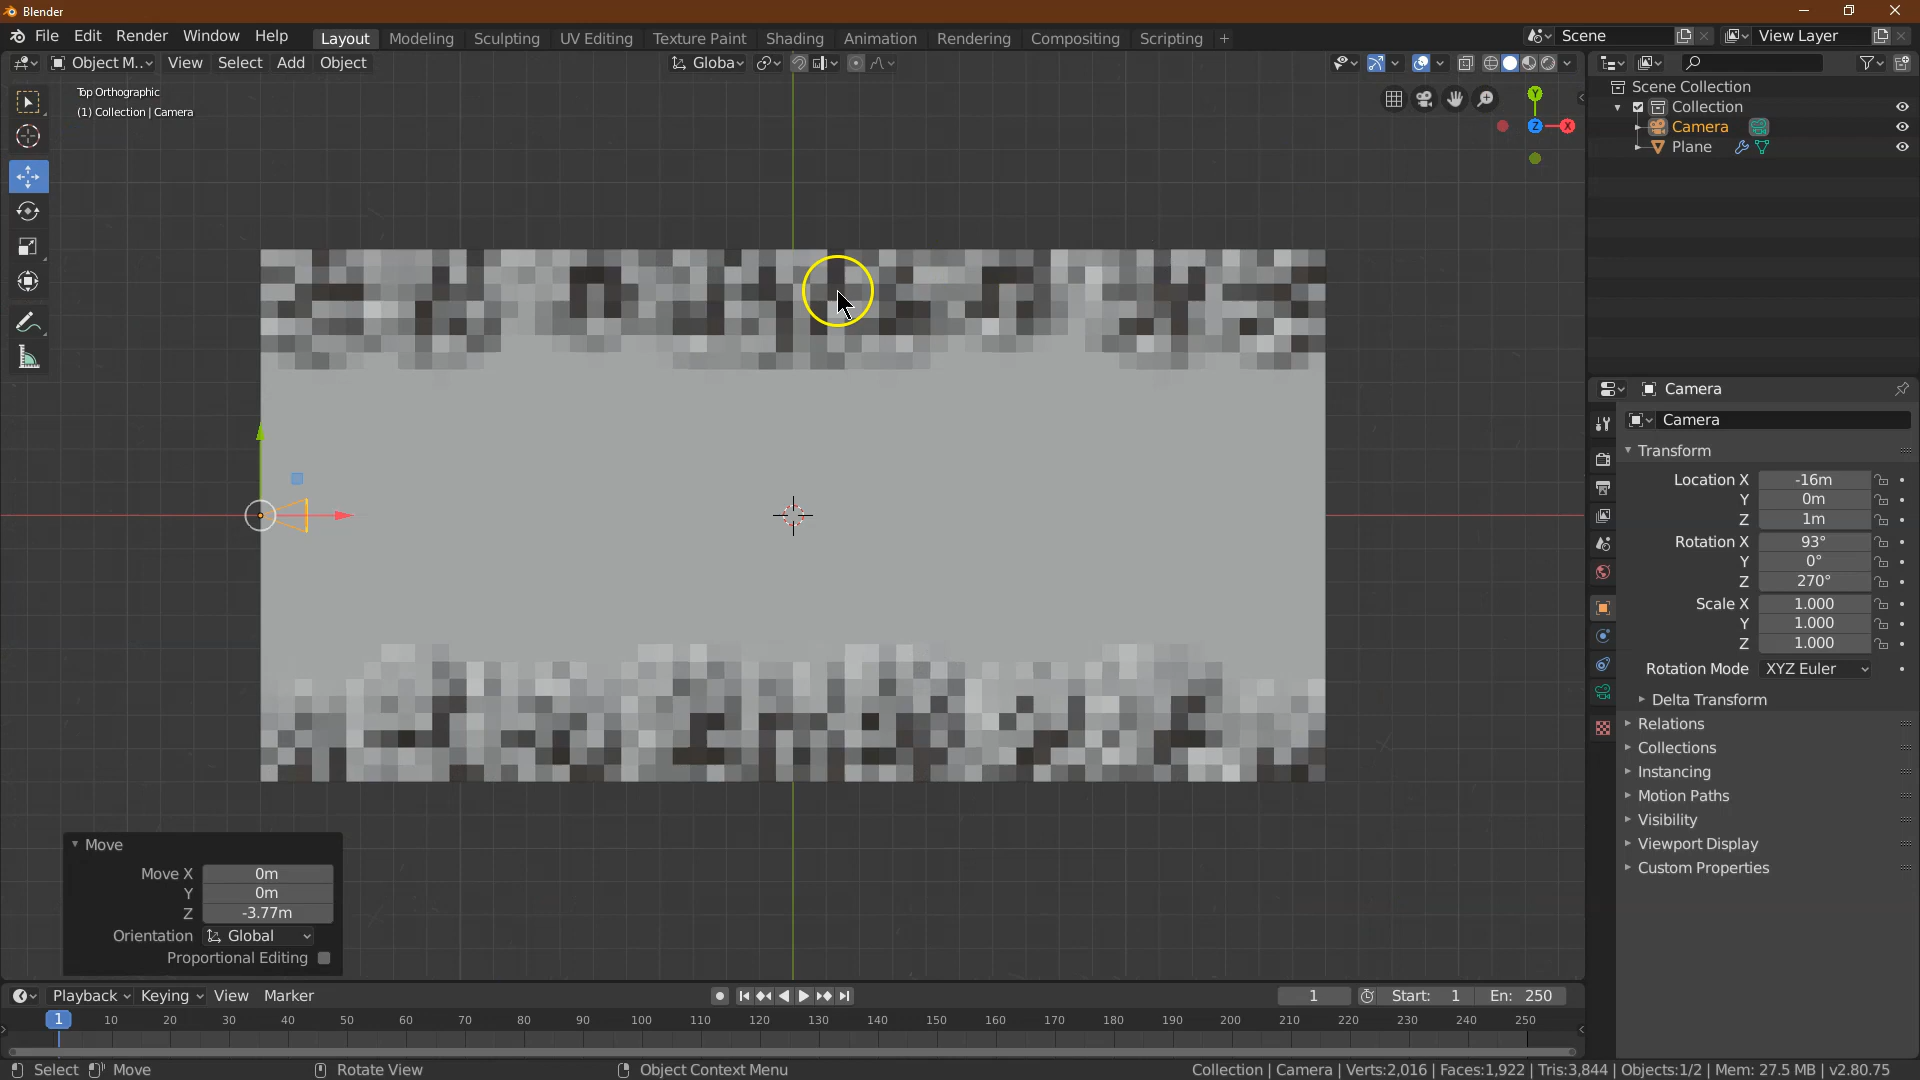 Blender
File Edit Render Window Help
Layout Modeling Sculpting UV Editing Texture Paint Shading Animation Rendering Compositing Scripting +
Scene
View Layer
Object M..
View Select Add Object
Globa
Top Orthographic
(1) Collection | Camera
Y
Z
X
Scene Collection
Collection
Camera
Plane
Camera
Camera
Transform
Location X -16m
Y 0m
Z 1m
Rotation X 93°
Y 0°
Z 270°
Scale X 1.000
Y 1.000
Z 1.000
Rotation Mode XYZ Euler
Delta Transform
Relations
Collections
Instancing
Motion Paths
Visibility
Viewport Display
Custom Properties
Move
Move X 0m
Y 0m
Z -3.77m
Orientation Global
Proportional Editing
Playback Keying View Marker
1 Start: 1 En: 250
1 10 20 30 40 50 60 70 80 90 100 110 120 130 140 150 160 170 180 190 200 210 220 230 240 250
Select Move Rotate View Object Context Menu
Collection | Camera | Verts:2,016 | Faces:1,922 | Tris:3,844 | Objects:1/2 | Mem: 27.5 MB | v2.80.75